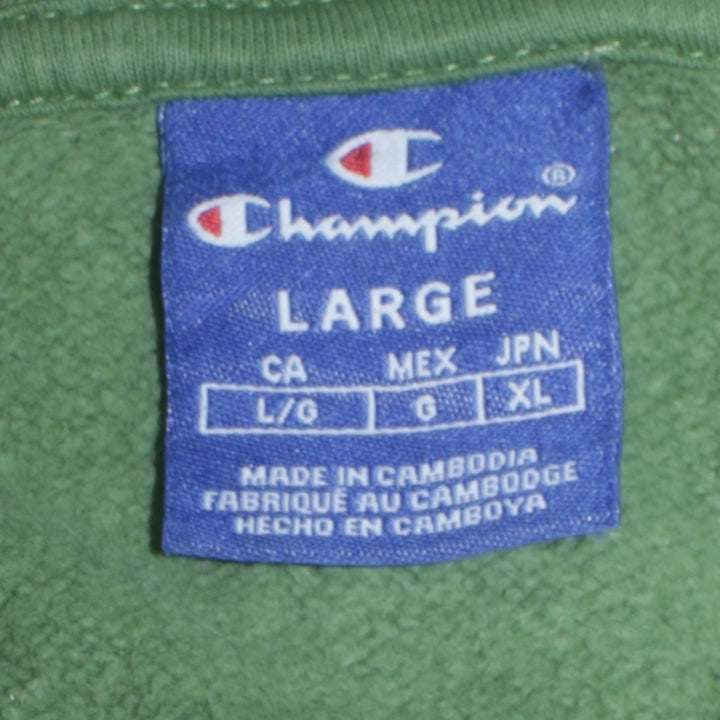 Champion®
LARGE
CA MEX JPN
L/G G XL
MADE IN CAMBODIA
FABRIQUÉ AU CAMBODGE
HECHO EN CAMBOYA